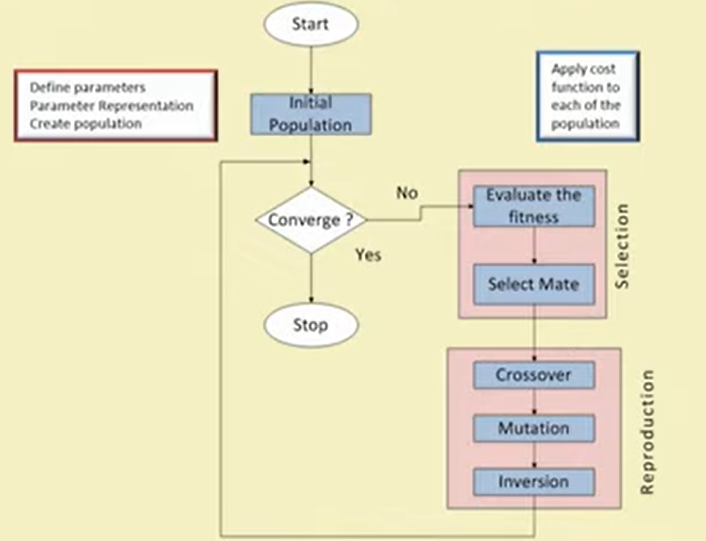 Start
Define parameters
Parameter Representation
Create population
Initial
Population
Apply cost
function to
each of the
population
Converge ?
No
Yes
Stop
Evaluate the
fitness
Select Mate
Selection
Crossover
Mutation
Inversion
Reproduction